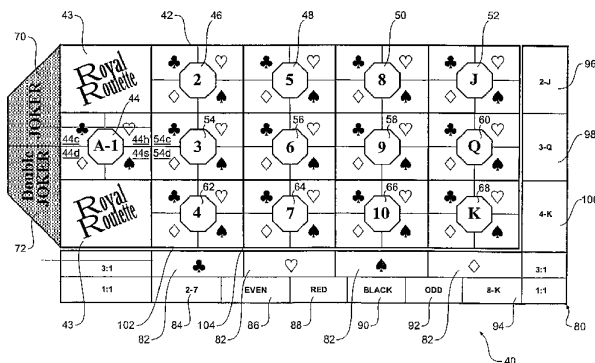 43 42 46 48 50 52
70
Royal Roulette 2 5 8 J 2-J 96
JOKER 44 54 56 58 60
44c 44h 54c
A-1 3 6 9 Q 3-Q 98
44d 44s 54d
Double JOKER 62 64 66 68
Royal Roulette 4 7 10 K 4-K 100
72
3:1 ♣ ♡ ♠ ♢ 3:1
1:1 2-7 EVEN RED BLACK ODD 8-K 1:1
43 102 104 80
82 84 82 86 88 82 90 92 82 94
40